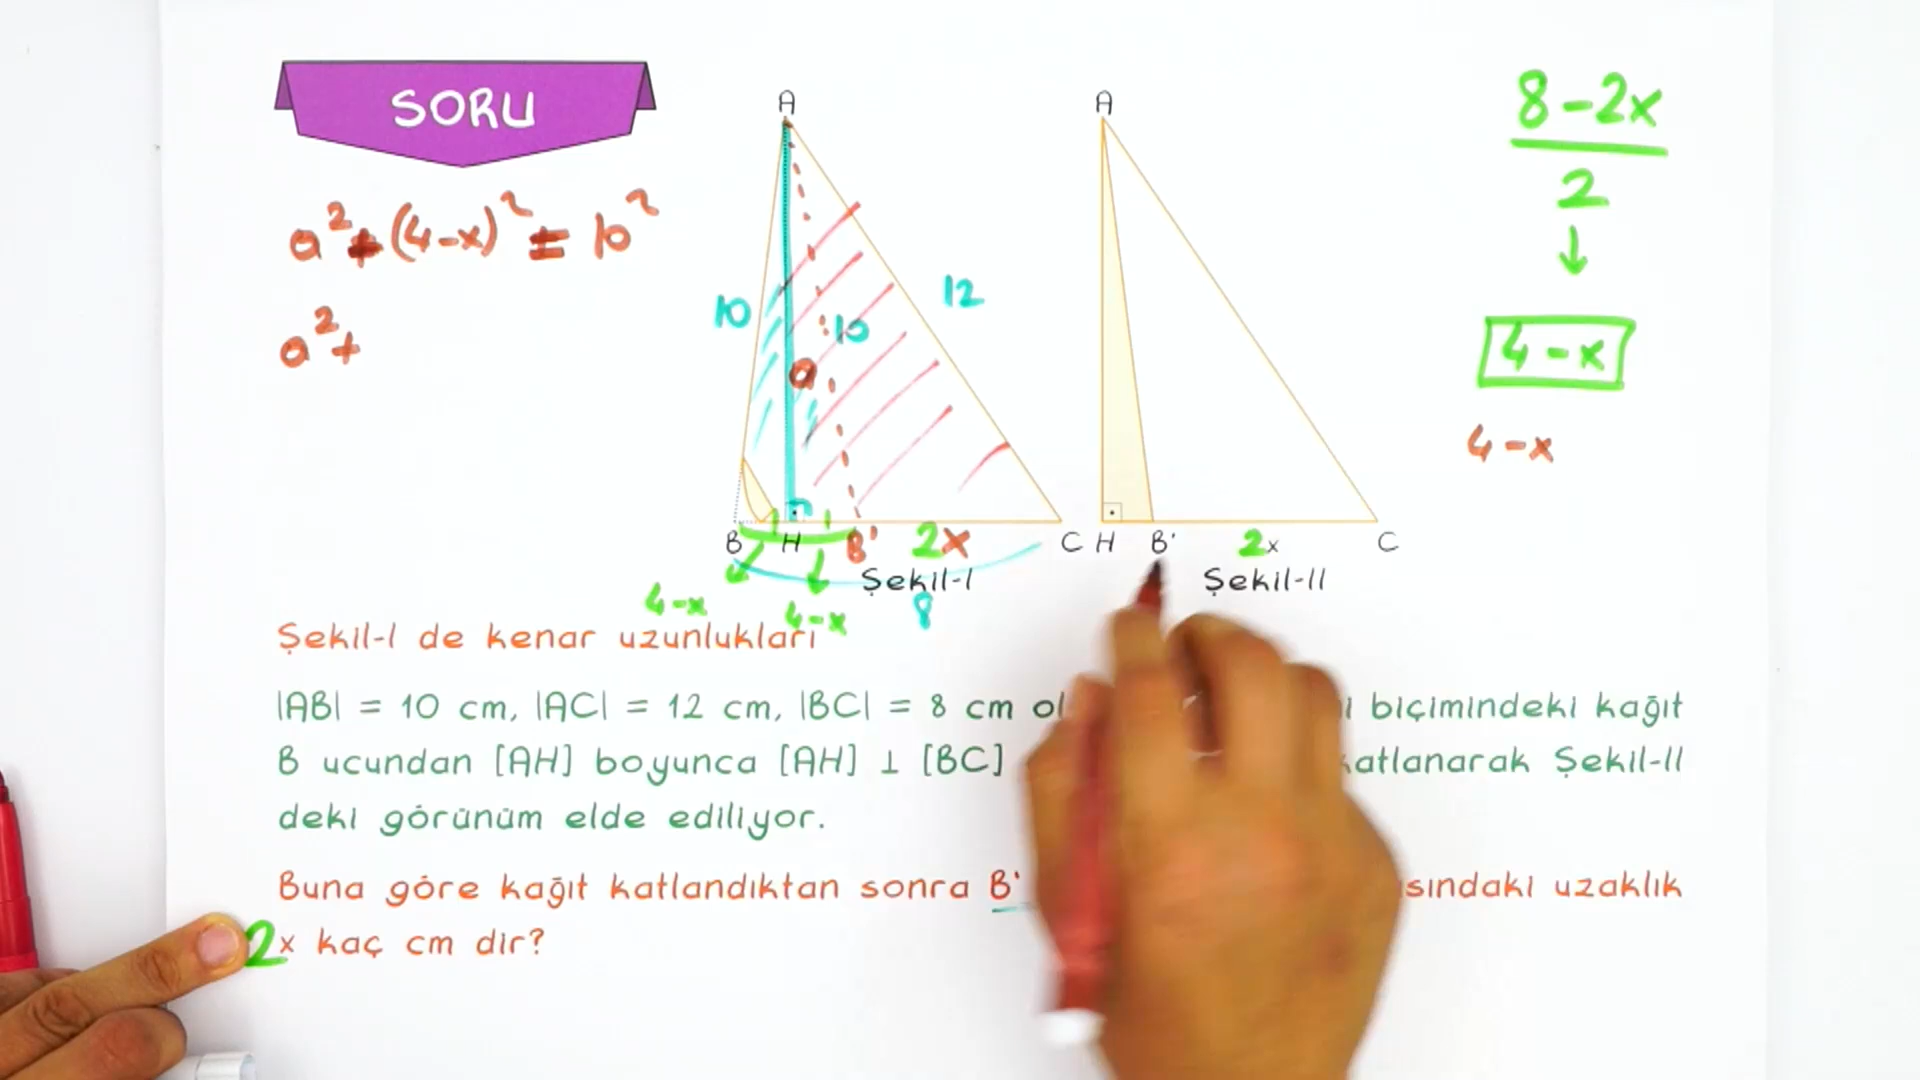 SORU
a² + (4-x)² = 10²
a² +
A
10
10
a
12
B H B' 2x C
4-x
4-x
8
Şekil-I
A
H B' 2x C
Şekil-II
8-2x
2
4-x
4-x
Şekil-I de kenar uzunlukları
|AB| = 10 cm, |AC| = 12 cm, |BC| = 8 cm biçimindeki kağıt
B ucundan [AH] boyunca [AH] ⊥ [BC] katlanarak Şekil-II
deki görünüm elde ediliyor.
Buna göre kağıt katlandıktan sonra B' uzaklık
2x kaç cm dir?